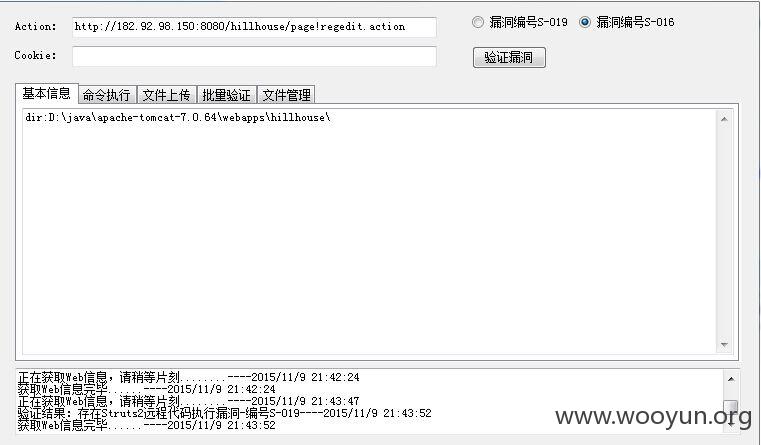 Action: http://182.92.98.150:8080/hillhouse/page!regedit.action
漏洞编号S-019 漏洞编号S-016
Cookie:
验证漏洞
基本信息 命令执行 文件上传 批量验证 文件管理
dir:D:\java\apache-tomcat-7.0.64\webapps\hillhouse\
正在获取Web信息，请稍等片刻........----2015/11/9 21:42:24
获取Web信息完毕......----2015/11/9 21:42:24
正在获取Web信息，请稍等片刻........----2015/11/9 21:43:47
验证结果：存在Struts2远程代码执行漏洞-编号S-019----2015/11/9 21:43:52
获取Web信息完毕......----2015/11/9 21:43:52
www.wooyun.org